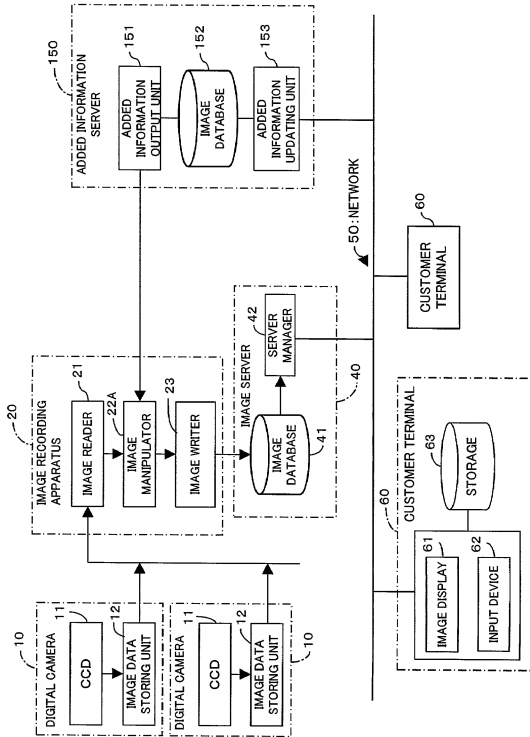 150
ADDED INFORMATION
SERVER
151
ADDED
INFORMATION
OUTPUT UNIT
152
IMAGE
DATABASE
153
ADDED
INFORMATION
UPDATING UNIT
20
IMAGE RECORDING
APPARATUS
21
IMAGE READER
22A
IMAGE
MANIPULATOR
23
IMAGE WRITER
IMAGE SERVER
42
SERVER
MANAGER
40
IMAGE
DATABASE
41
50:NETWORK
60
CUSTOMER
TERMINAL
10
DIGITAL CAMERA
11
CCD
12
IMAGE DATA
STORING UNIT
DIGITAL CAMERA
11
CCD
12
IMAGE DATA
STORING UNIT
10
60
CUSTOMER TERMINAL
61
IMAGE DISPLAY
62
INPUT DEVICE
63
STORAGE